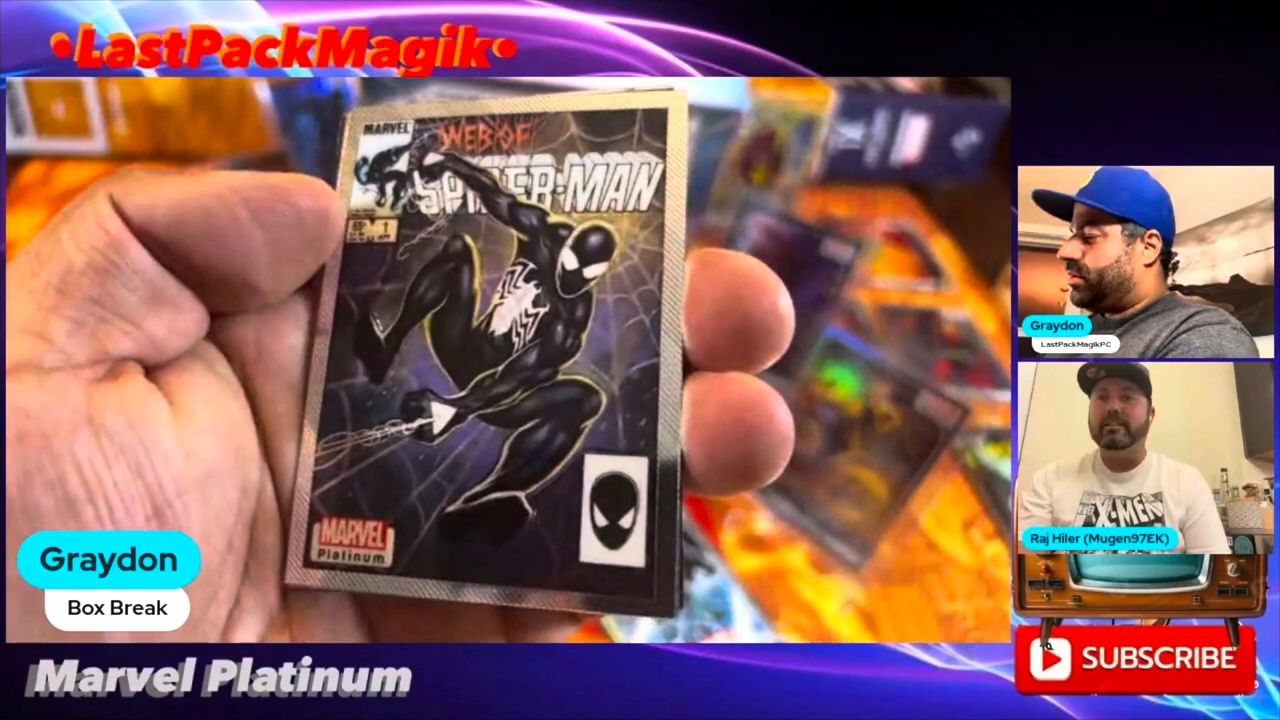 •LastPackMagik•
MARVEL
WEB OF
SPIDER-MAN
1
MARVEL
Platinum
Graydon
Box Break
Marvel Platinum
Graydon
LastPackMagikPC
X-MEN
Raj Hiler (Mugen97EK)
SUBSCRIBE